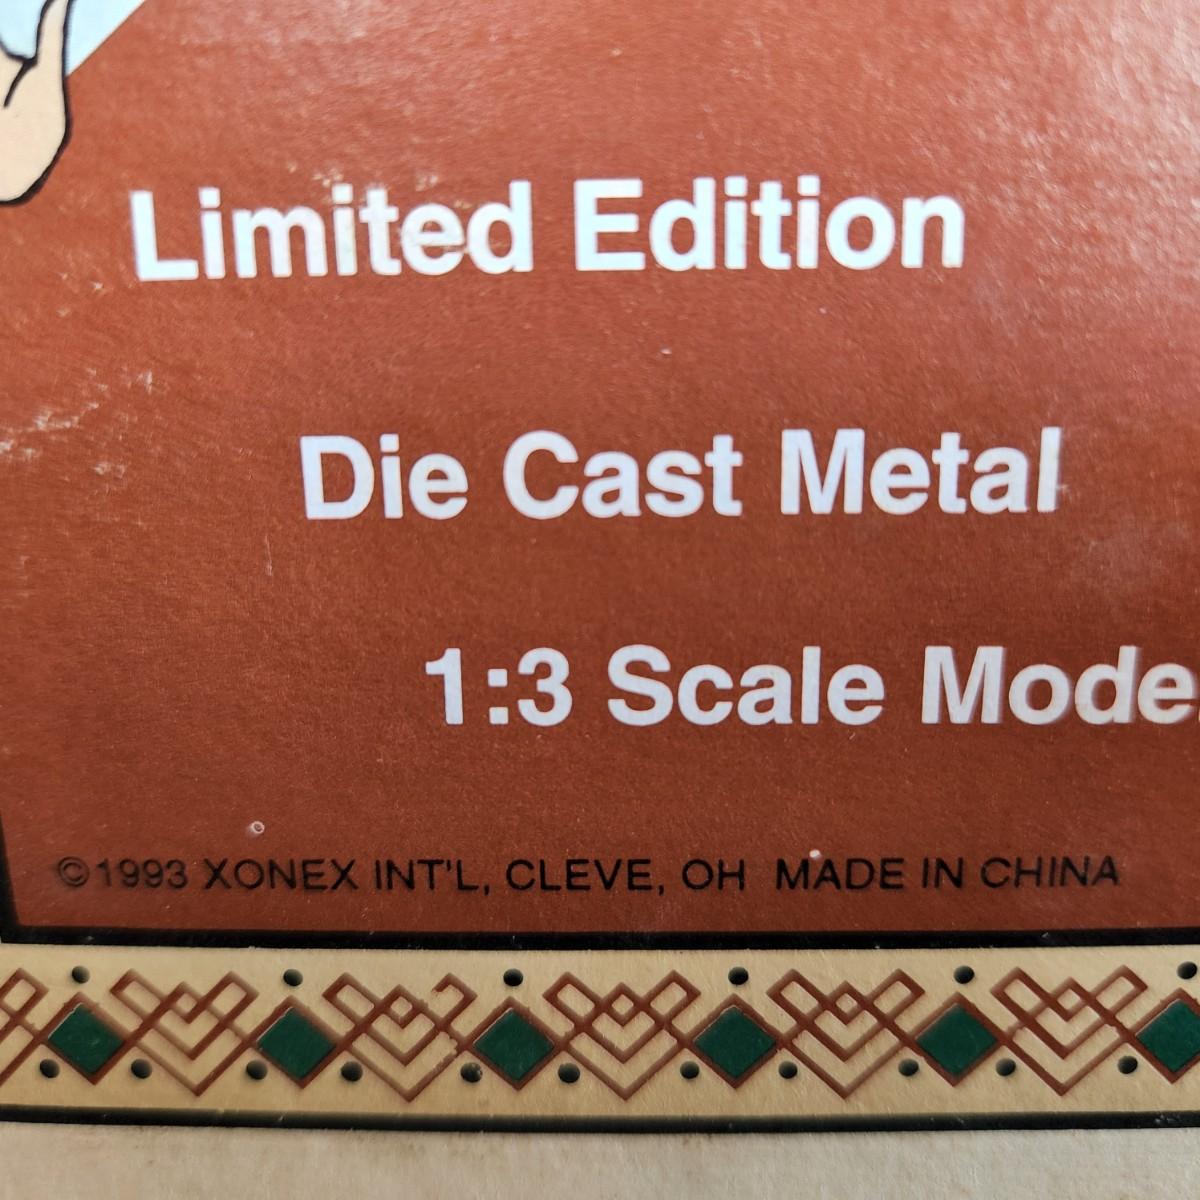 Limited Edition
Die Cast Metal
1:3 Scale Mode
©1993 XONEX INT'L, CLEVE, OH MADE IN CHINA